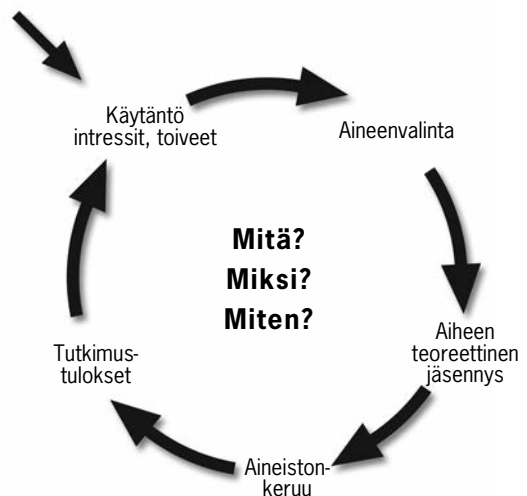 Käytäntö
intressit, toiveet
Aineenvalinta
Mitä?
Miksi?
Miten?
Aiheen
teoreettinen
jäsennys
Tutkimus-
tulokset
Aineiston-
keruu